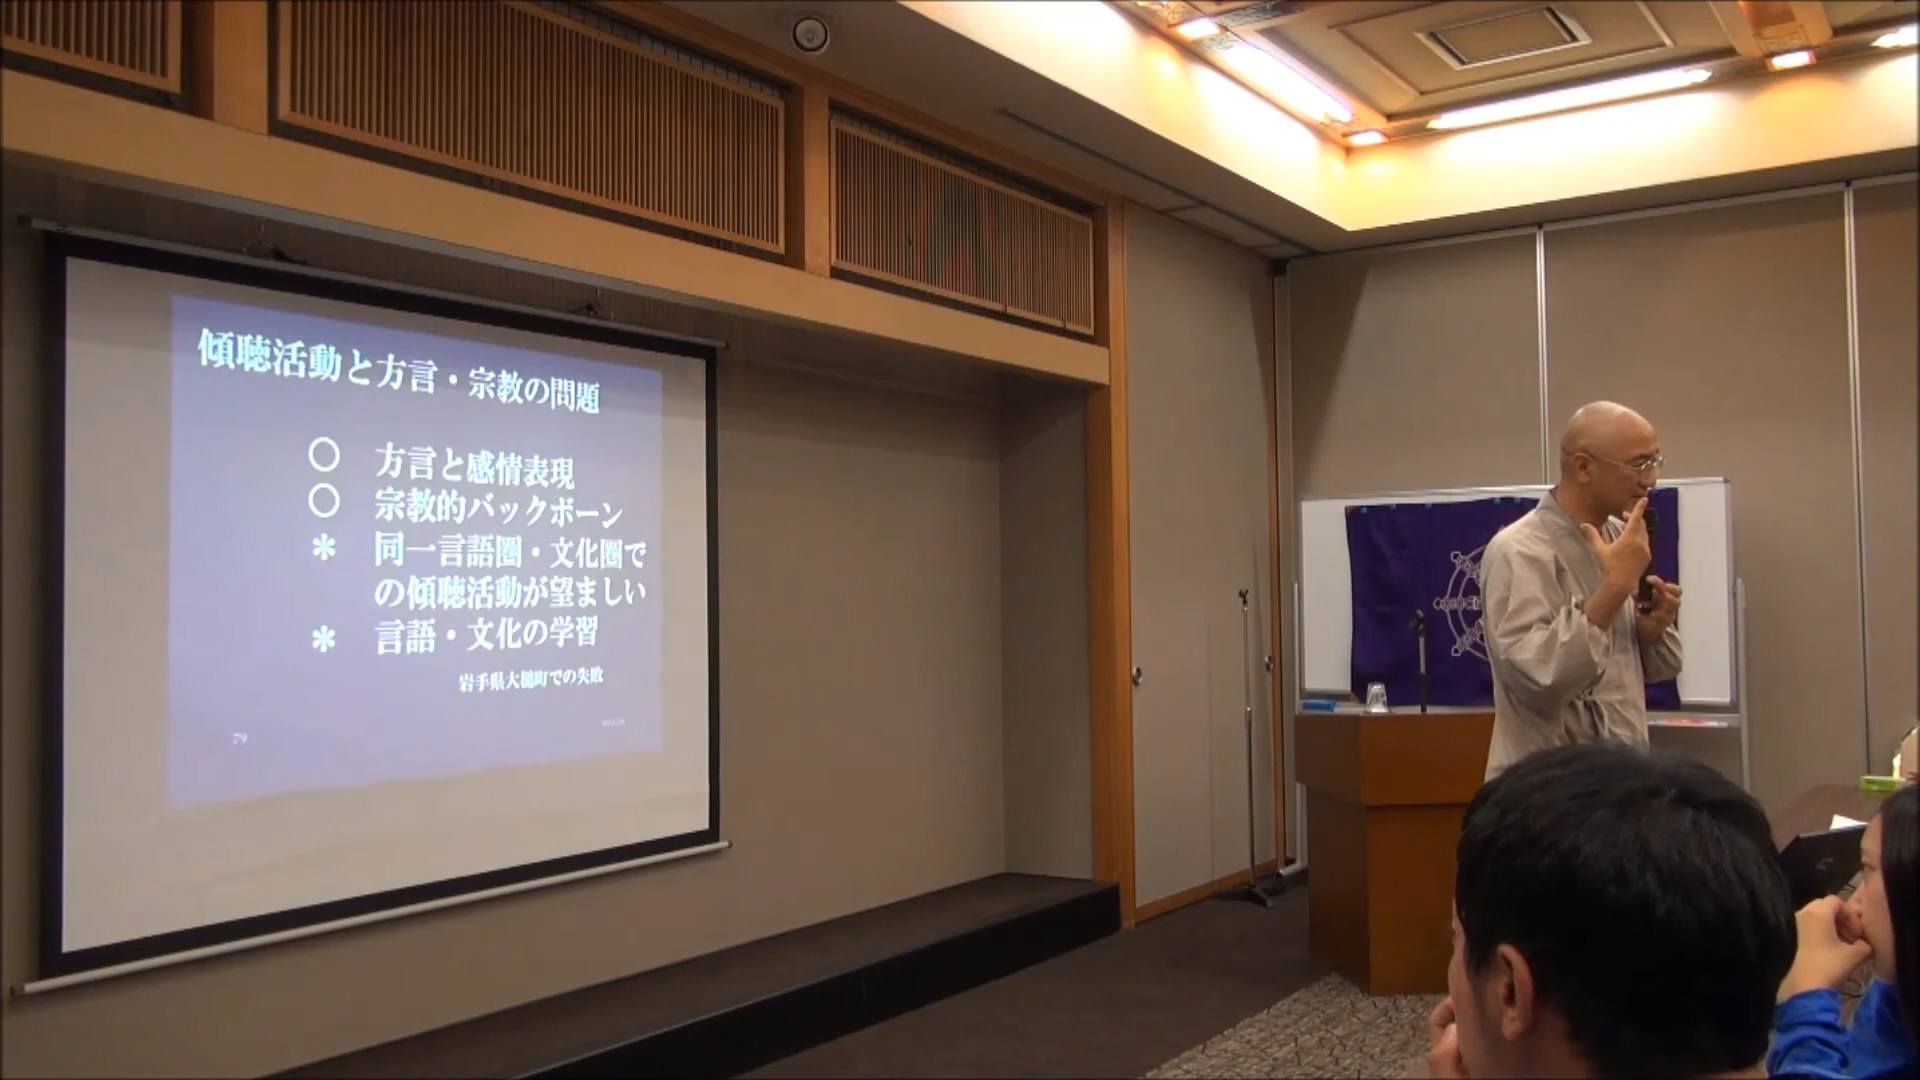 傾聴活動と方言・宗教の問題
○ 方言と感情表現
○ 宗教的バックボーン
＊ 同一言語圏・文化圏で
の傾聴活動が望ましい
＊ 言語・文化の学習
岩手県大槌町での失敗
79